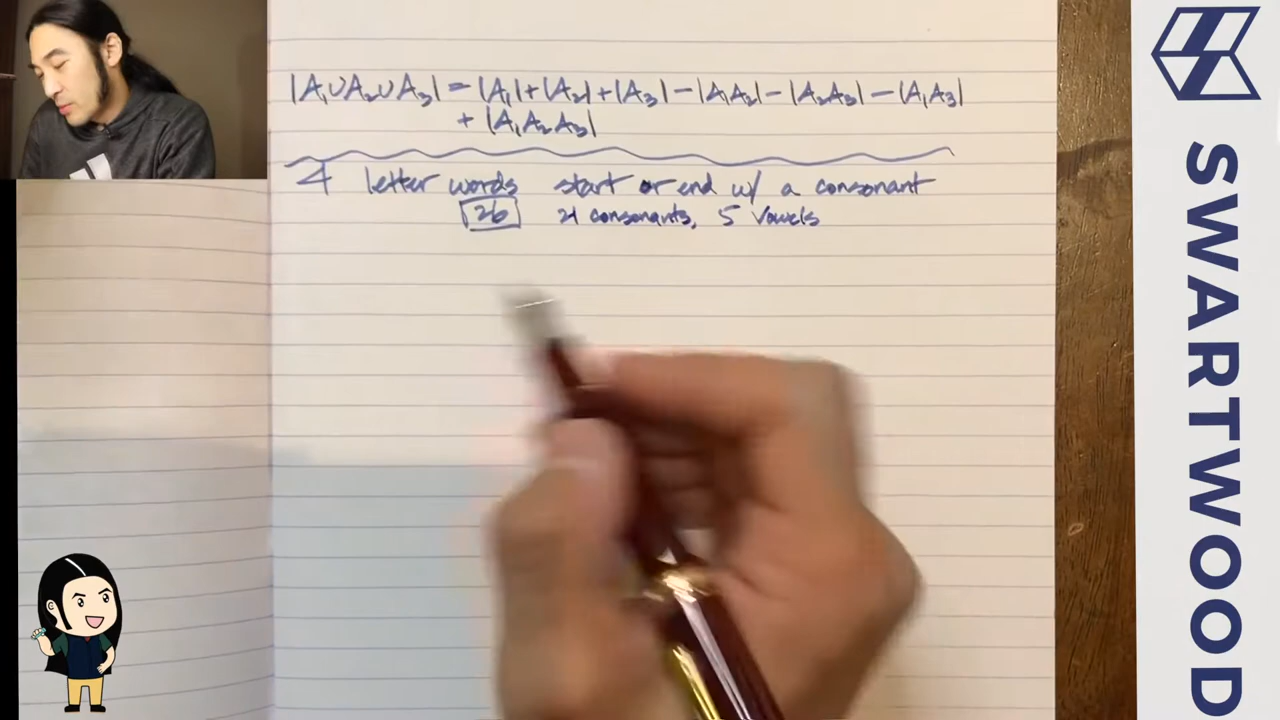 |A₁∪A₂∪A₃| = |A₁|+|A₂|+|A₃|-|A₁A₂|-|A₂A₃|-|A₁A₃|
+ |A₁A₂A₃|
4 letter words start or end w/ a consonant
26 21 consonants, 5 vowels
SWARTWOOD